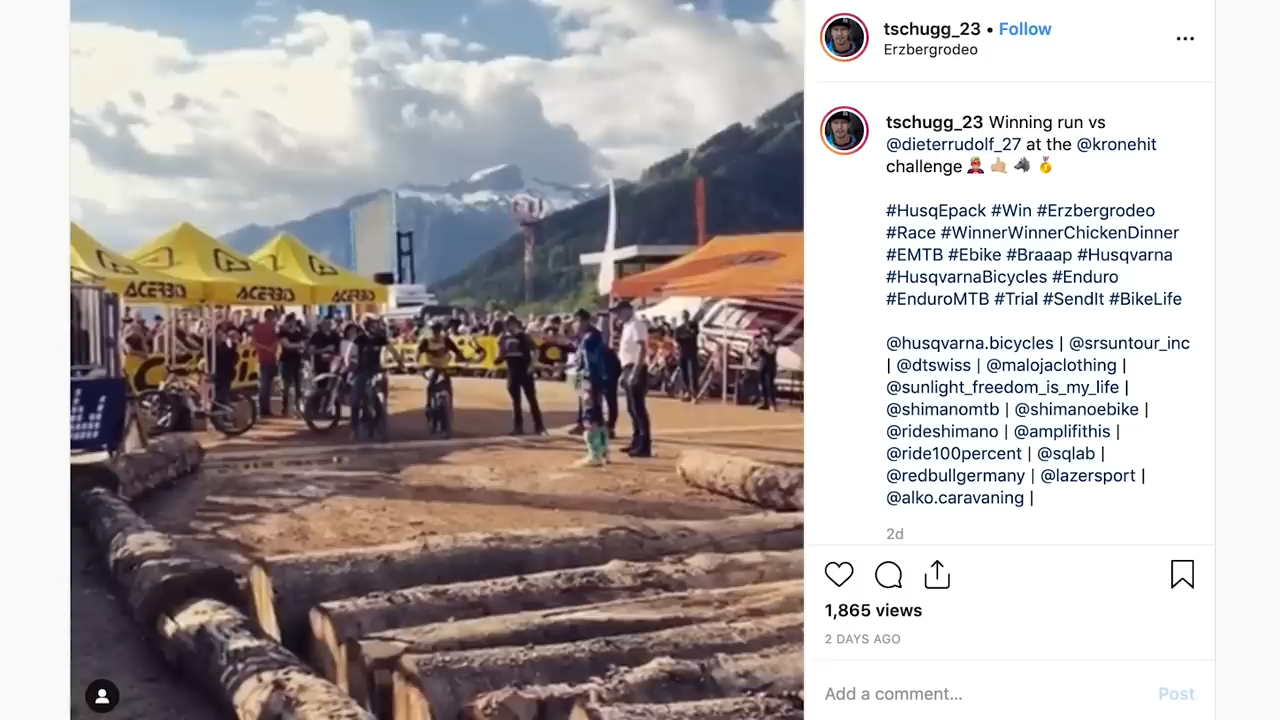 tschugg_23 • Follow
Erzbergrodeo
tschugg_23 Winning run vs
@dieterrudolf_27 at the @kronehit
challenge 🦹🏼🤙🏼🐺🥇
#HusqEpack #Win #Erzbergrodeo
#Race #WinnerWinnerChickenDinner
#EMTB #Ebike #Braaap #Husqvarna
#HusqvarnaBicycles #Enduro
#EnduroMTB #Trial #SendIt #BikeLife
@husqvarna.bicycles | @srsuntour_inc
| @dtswiss | @malojaclothing |
@sunlight_freedom_is_my_life |
@shimanomtb | @shimanoebike |
@rideshimano | @amplifithis |
@ride100percent | @sqlab |
@redbullgermany | @lazersport |
@alko.caravaning |
2d
1,865 views
2 DAYS AGO
Add a comment... Post
ACERBIS
ACERBIS
ACERBIS